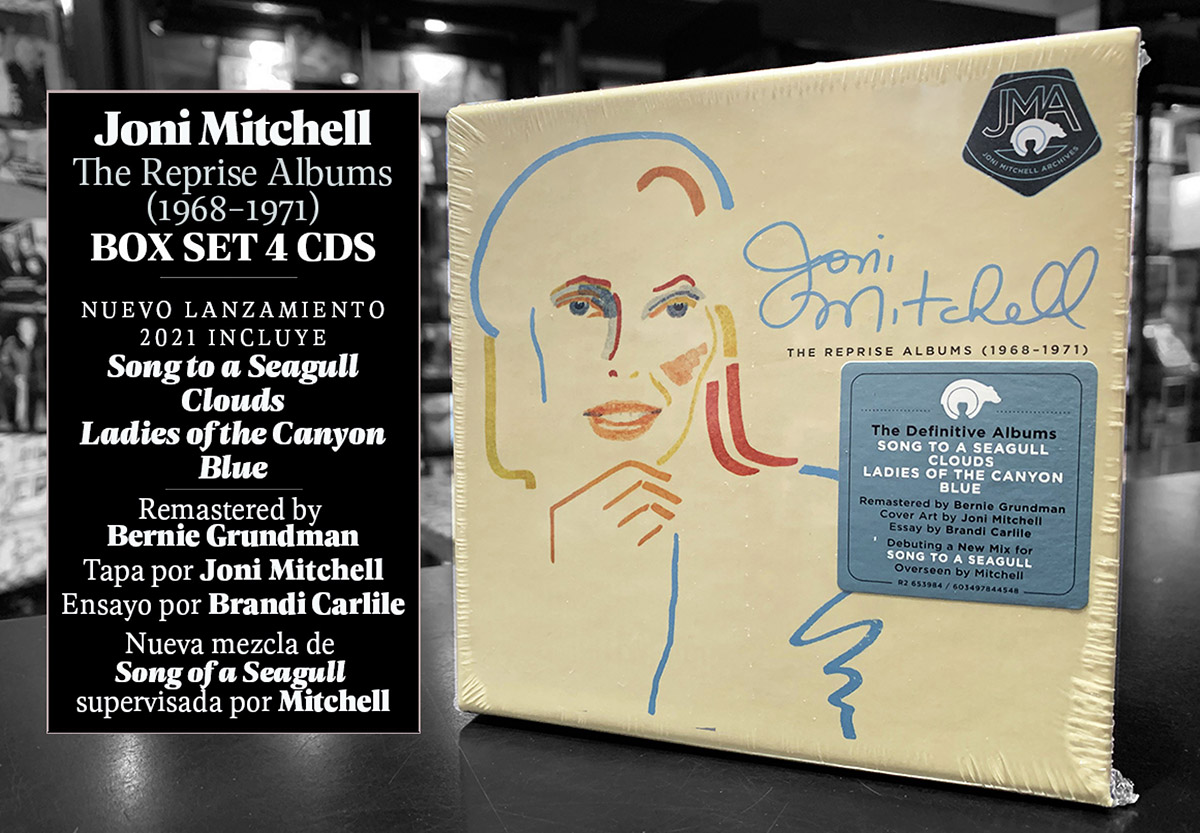 Joni Mitchell
The Reprise Albums
(1968–1971)
BOX SET 4 CDS
NUEVO LANZAMIENTO
2021 INCLUYE
Song to a Seagull
Clouds
Ladies of the Canyon
Blue
Remastered by
Bernie Grundman
Tapa por Joni Mitchell
Ensayo por Brandi Carlile
Nueva mezcla de
Song of a Seagull
supervisada por Mitchell
JMA
JONI MITCHELL ARCHIVES
Joni
Mitchell
THE REPRISE ALBUMS (1968-1971)
The Definitive Albums
SONG TO A SEAGULL
CLOUDS
LADIES OF THE CANYON
BLUE
Remastered by Bernie Grundman
Cover Art by Joni Mitchell
Essay by Brandi Carlile
Debuting a New Mix for
SONG TO A SEAGULL
Overseen by Mitchell
R2 653984 / 603497844548